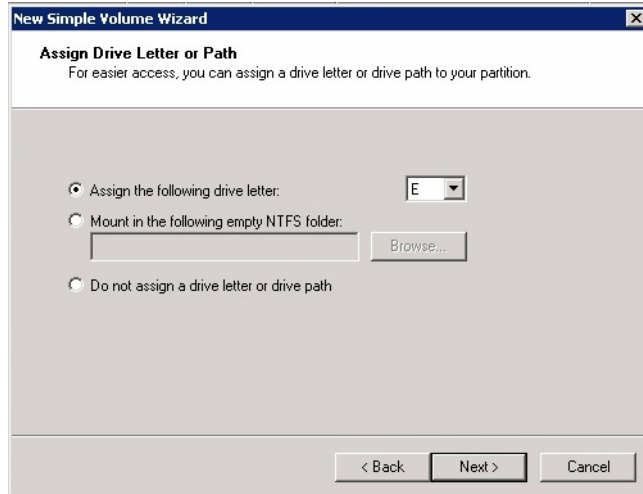 New Simple Volume Wizard
Assign Drive Letter or Path
For easier access, you can assign a drive letter or drive path to your partition.
Assign the following drive letter: E
Mount in the following empty NTFS folder:
Browse...
Do not assign a drive letter or drive path
< Back Next > Cancel